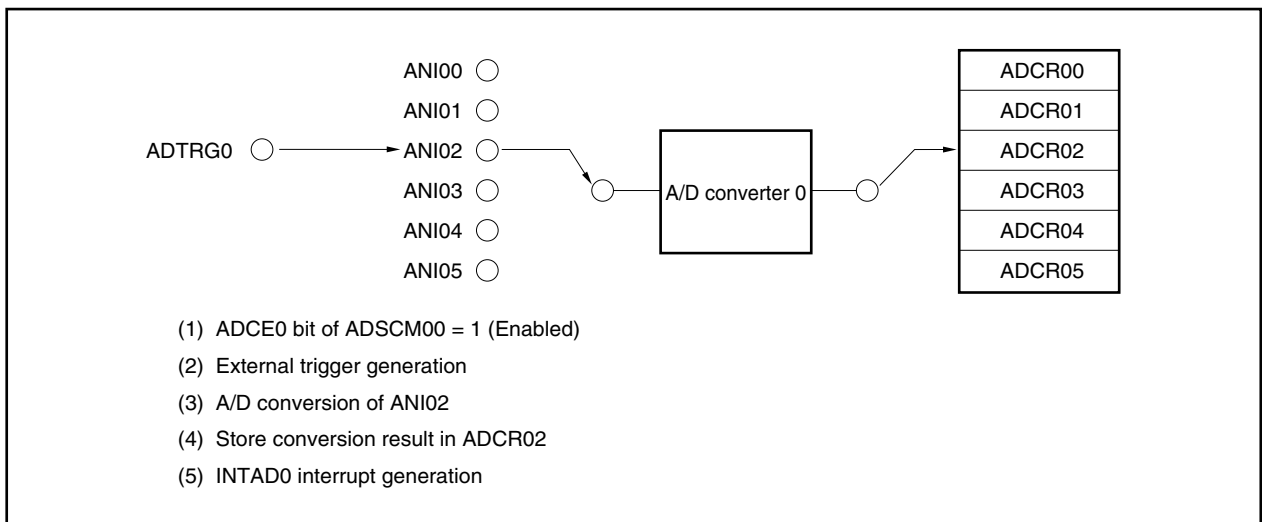 ANI00
ANI01
ADTRG0
ANI02
ANI03
ANI04
ANI05
A/D converter 0
ADCR00
ADCR01
ADCR02
ADCR03
ADCR04
ADCR05
(1) ADCE0 bit of ADSCM00 = 1 (Enabled)
(2) External trigger generation
(3) A/D conversion of ANI02
(4) Store conversion result in ADCR02
(5) INTAD0 interrupt generation